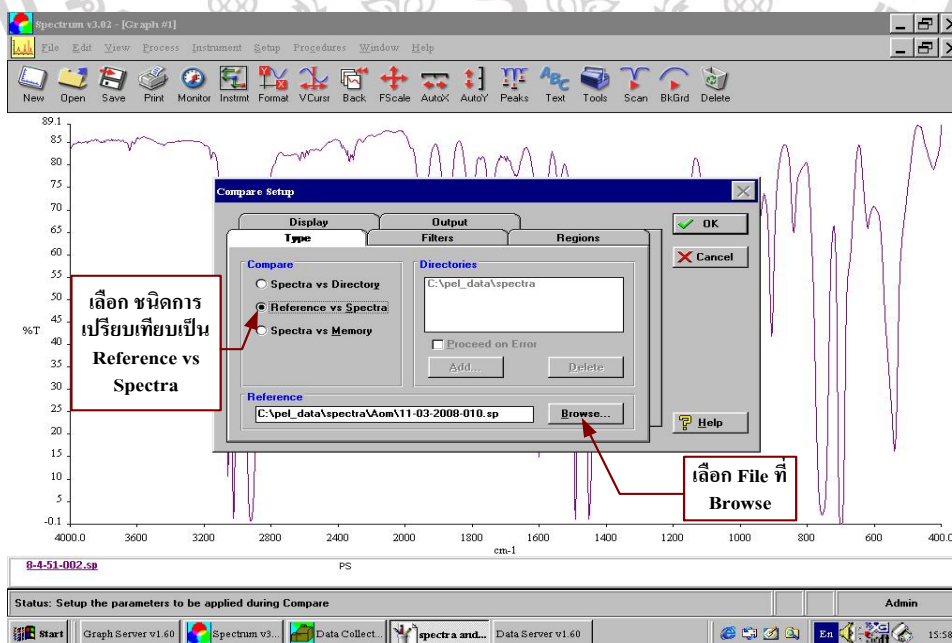 Spectrum v3.02 - [Graph #1]
File Edit View Process Instrument Setup Procedures Window Help
New Open Save Print Monitor Instrmt Format VCursr Back FScale AutoX AutoY Peaks Text Tools Scan BkGrd Delete
89.1
85
80
75
70
65
60
55
50
45
40
35
30
25
20
15
10
5
-0.1
%T
Compare Setup
Display Output
Type Filters Regions
OK
Cancel
Help
Compare
Spectra vs Directory
Reference vs Spectra
Spectra vs Memory
Directories
C:\pel_data\spectra
Proceed on Error
Add... Delete
Reference
C:\pel_data\spectra\Aom\11-03-2008-010.sp
Browse...
เลือก ชนิดการ
เปรียบเทียบเป็น
Reference vs
Spectra
เลือก File ที่
Browse
4000.0 3600 3200 2800 2400 2000 1800 1600 1400 1200 1000 800 600 400.0
cm-1
8-4-51-002.sp PS
Status: Setup the parameters to be applied during Compare Admin
Start Graph Server v1.60 Spectrum v3... Data Collect... spectra and... Data Server v1.60 En